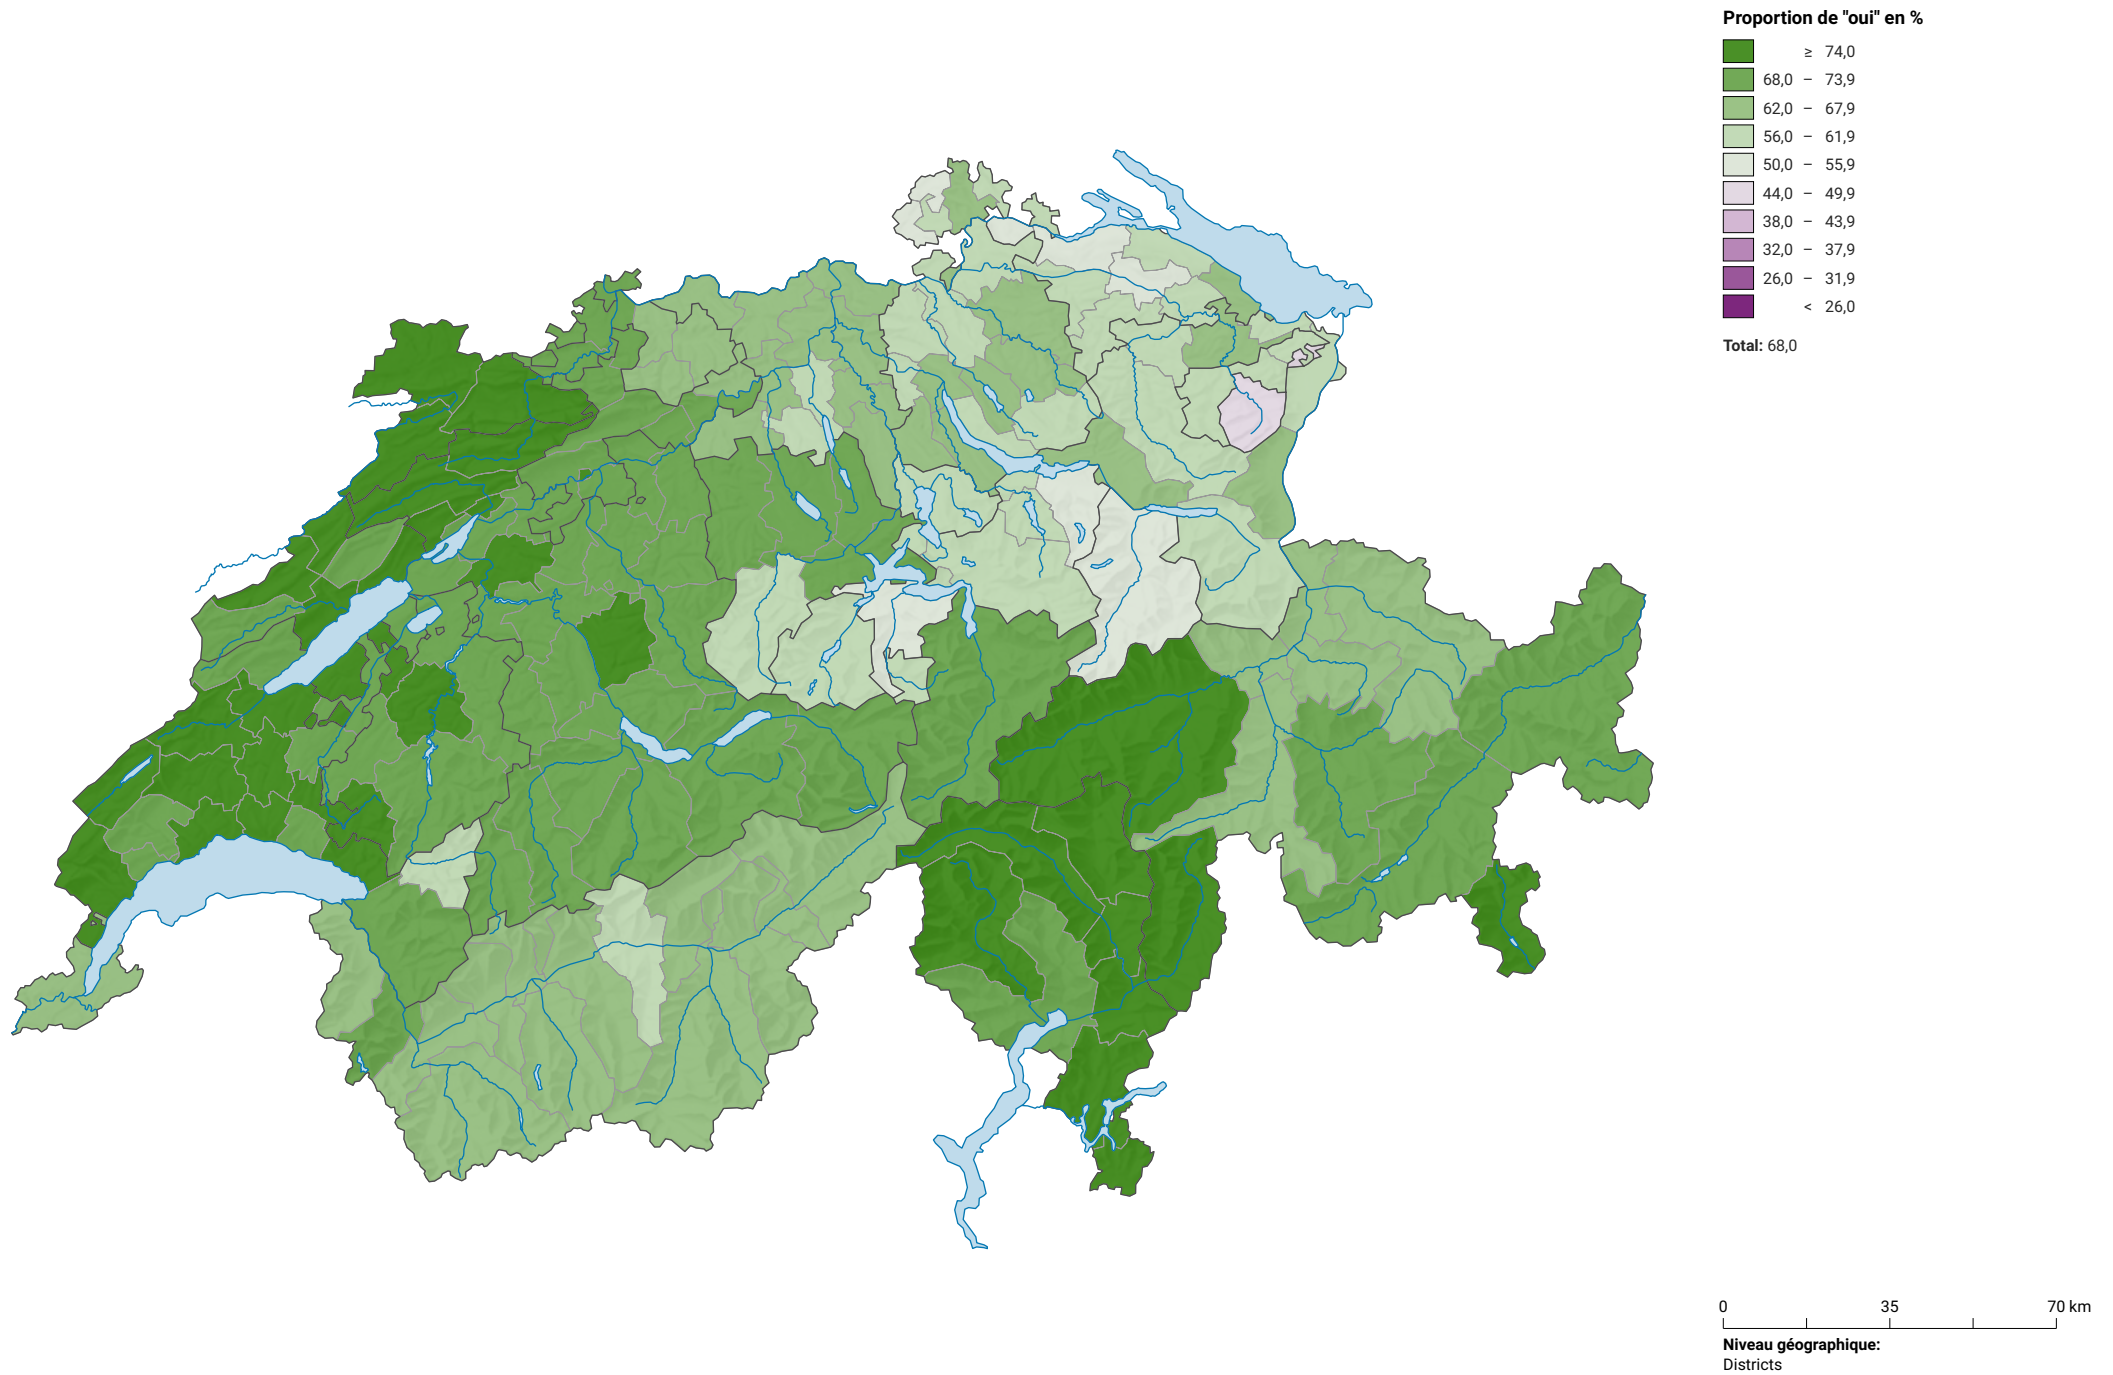 Proportion de "oui" en %
≥ 74,0
68,0 – 73,9
62,0 – 67,9
56,0 – 61,9
50,0 – 55,9
44,0 – 49,9
38,0 – 43,9
32,0 – 37,9
26,0 – 31,9
< 26,0
Total: 68,0
0 35 70 km
Niveau géographique:
Districts